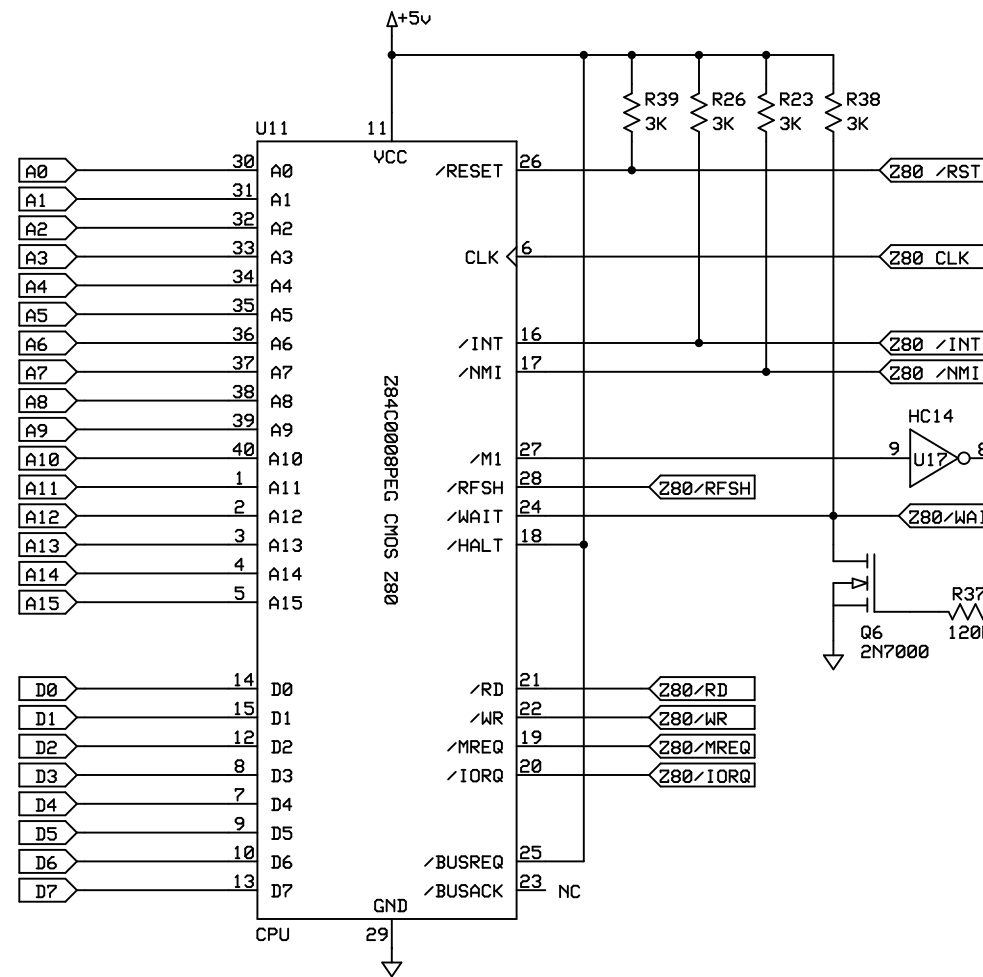 +5v
R39 R26 R23 R38
3K 3K 3K 3K
U11 11
VCC
A0 30 A0 /RESET 26 Z80 /RST
A1 31 A1
A2 32 A2
A3 33 A3 CLK 6 Z80 CLK
A4 34 A4
A5 35 A5
A6 36 A6 /INT 16 Z80 /INT
A7 37 A7 /NMI 17 Z80 /NMI
A8 38 A8
Z84C0008PEG CMOS Z80
A9 39 A9
HC14
A10 40 A10 /M1 27 9 U17 8
A11 1 A11 /RFSH 28 Z80/RFSH
A12 2 A12 /WAIT 24 Z80/WAI
A13 3 A13 /HALT 18
A14 4 A14
A15 5 A15
R37
120
Q6
2N7000
D0 14 D0 /RD 21 Z80/RD
D1 15 D1 /WR 22 Z80/WR
D2 12 D2 /MREQ 19 Z80/MREQ
D3 8 D3 /IORQ 20 Z80/IORQ
D4 7 D4
D5 9 D5
D6 10 D6 /BUSREQ 25
D7 13 D7 /BUSACK 23 NC
GND
CPU 29